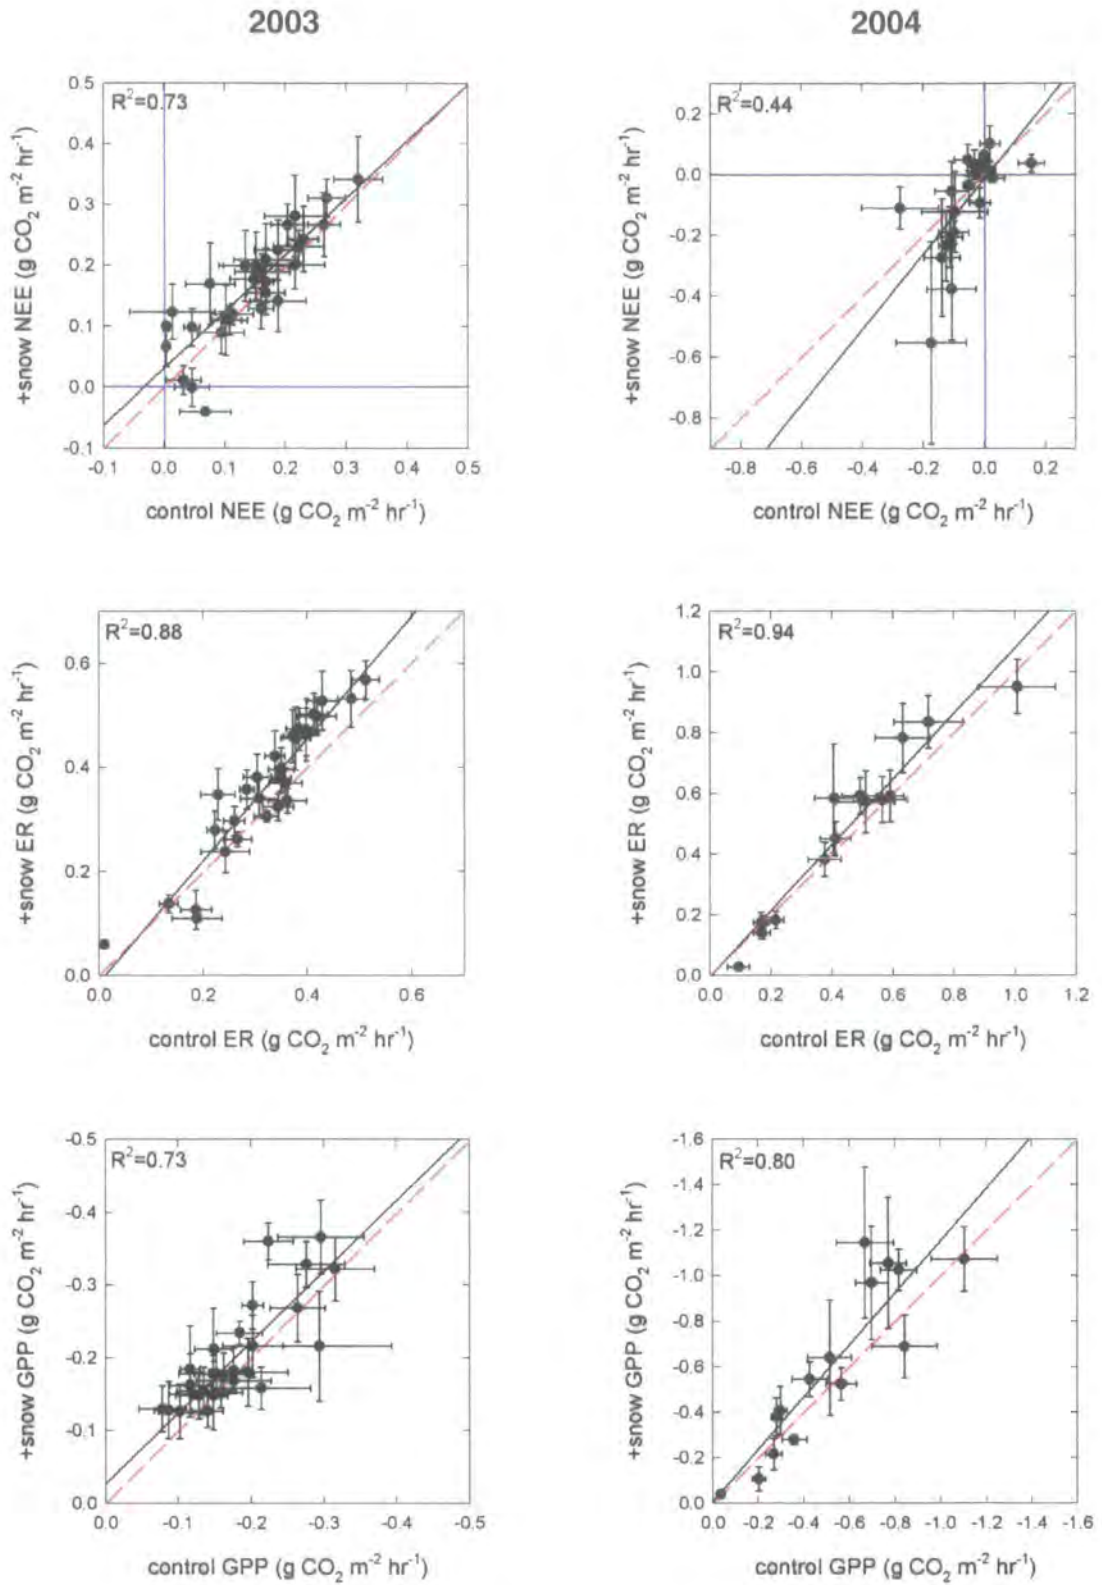 2003
2004
R²=0.73
+snow NEE (g CO₂ m⁻² hr⁻¹)
0.5
0.4
0.3
0.2
0.1
0.0
-0.1
-0.1 0.0 0.1 0.2 0.3 0.4 0.5
control NEE (g CO₂ m⁻² hr⁻¹)
R²=0.44
+snow NEE (g CO₂ m⁻² hr⁻¹)
0.2
0.0
-0.2
-0.4
-0.6
-0.8
-0.8 -0.6 -0.4 -0.2 0.0 0.2
control NEE (g CO₂ m⁻² hr⁻¹)
R²=0.88
+snow ER (g CO₂ m⁻² hr⁻¹)
0.6
0.4
0.2
0.0
0.0 0.2 0.4 0.6
control ER (g CO₂ m⁻² hr⁻¹)
R²=0.94
+snow ER (g CO₂ m⁻² hr⁻¹)
1.2
1.0
0.8
0.6
0.4
0.2
0.0
0.0 0.2 0.4 0.6 0.8 1.0 1.2
control ER (g CO₂ m⁻² hr⁻¹)
R²=0.73
+snow GPP (g CO₂ m⁻² hr⁻¹)
-0.5
-0.4
-0.3
-0.2
-0.1
0.0
0.0 -0.1 -0.2 -0.3 -0.4 -0.5
control GPP (g CO₂ m⁻² hr⁻¹)
R²=0.80
+snow GPP (g CO₂ m⁻² hr⁻¹)
-1.6
-1.4
-1.2
-1.0
-0.8
-0.6
-0.4
-0.2
0.0
0.0 -0.2 -0.4 -0.6 -0.8 -1.0 -1.2 -1.4 -1.6
control GPP (g CO₂ m⁻² hr⁻¹)